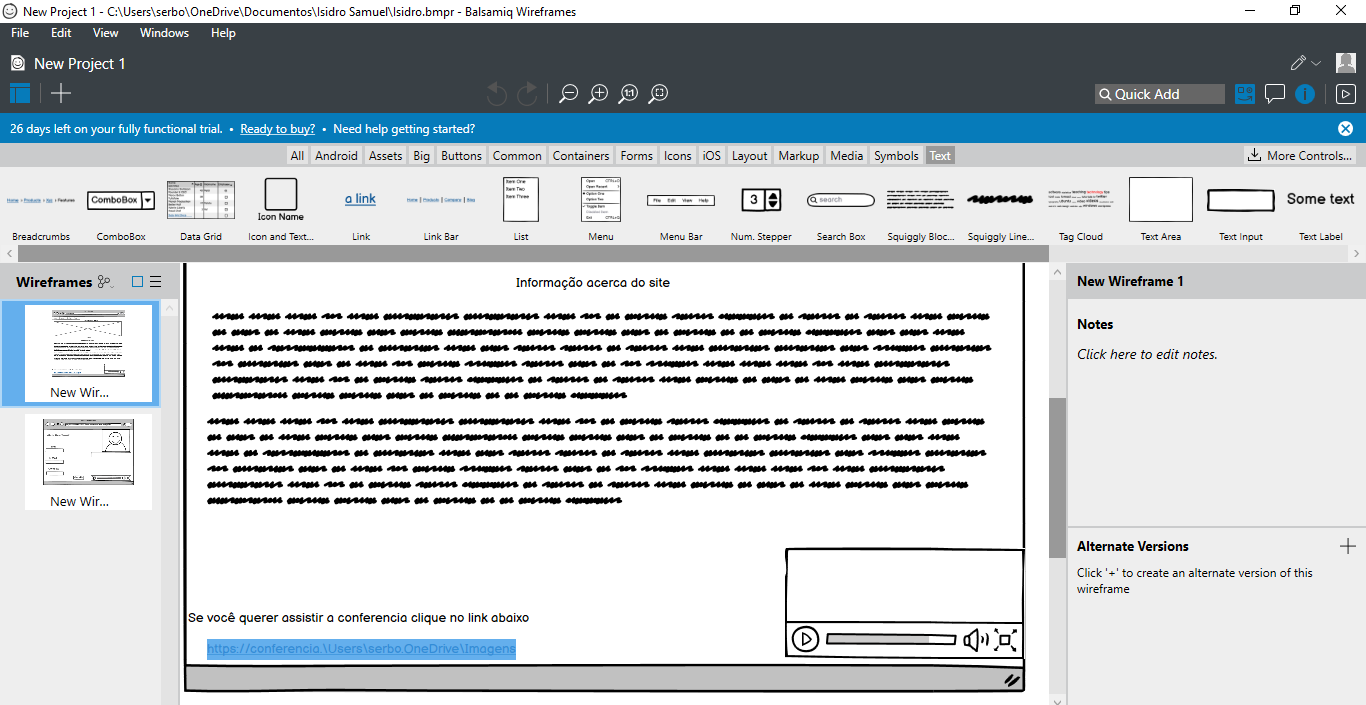 New Project 1 - C:\Users\serbo\OneDrive\Documentos\Isidro Samuel\Isidro.bmpr - Balsamiq Wireframes
File Edit View Windows Help
New Project 1
Quick Add
26 days left on your fully functional trial. • Ready to buy? • Need help getting started?
All Android Assets Big Buttons Common Containers Forms Icons iOS Layout Markup Media Symbols Text More Controls...
Item One
Item Two
Item Three
ComboBox
Icon Name
a link
File Edit View Help
3
search
Some text
Breadcrumbs ComboBox Data Grid Icon and Text... Link Link Bar List Menu Menu Bar Num. Stepper Search Box Squiggly Bloc... Squiggly Line... Tag Cloud Text Area Text Input Text Label
Wireframes
New Wir...
New Wir...
Informação acerca do site
Se você querer assistir a conferencia clique no link abaixo
https://conferencia.\Users\serbo.OneDrive\Imagens
New Wireframe 1
Notes
Click here to edit notes.
Alternate Versions
Click '+' to create an alternate version of this
wireframe